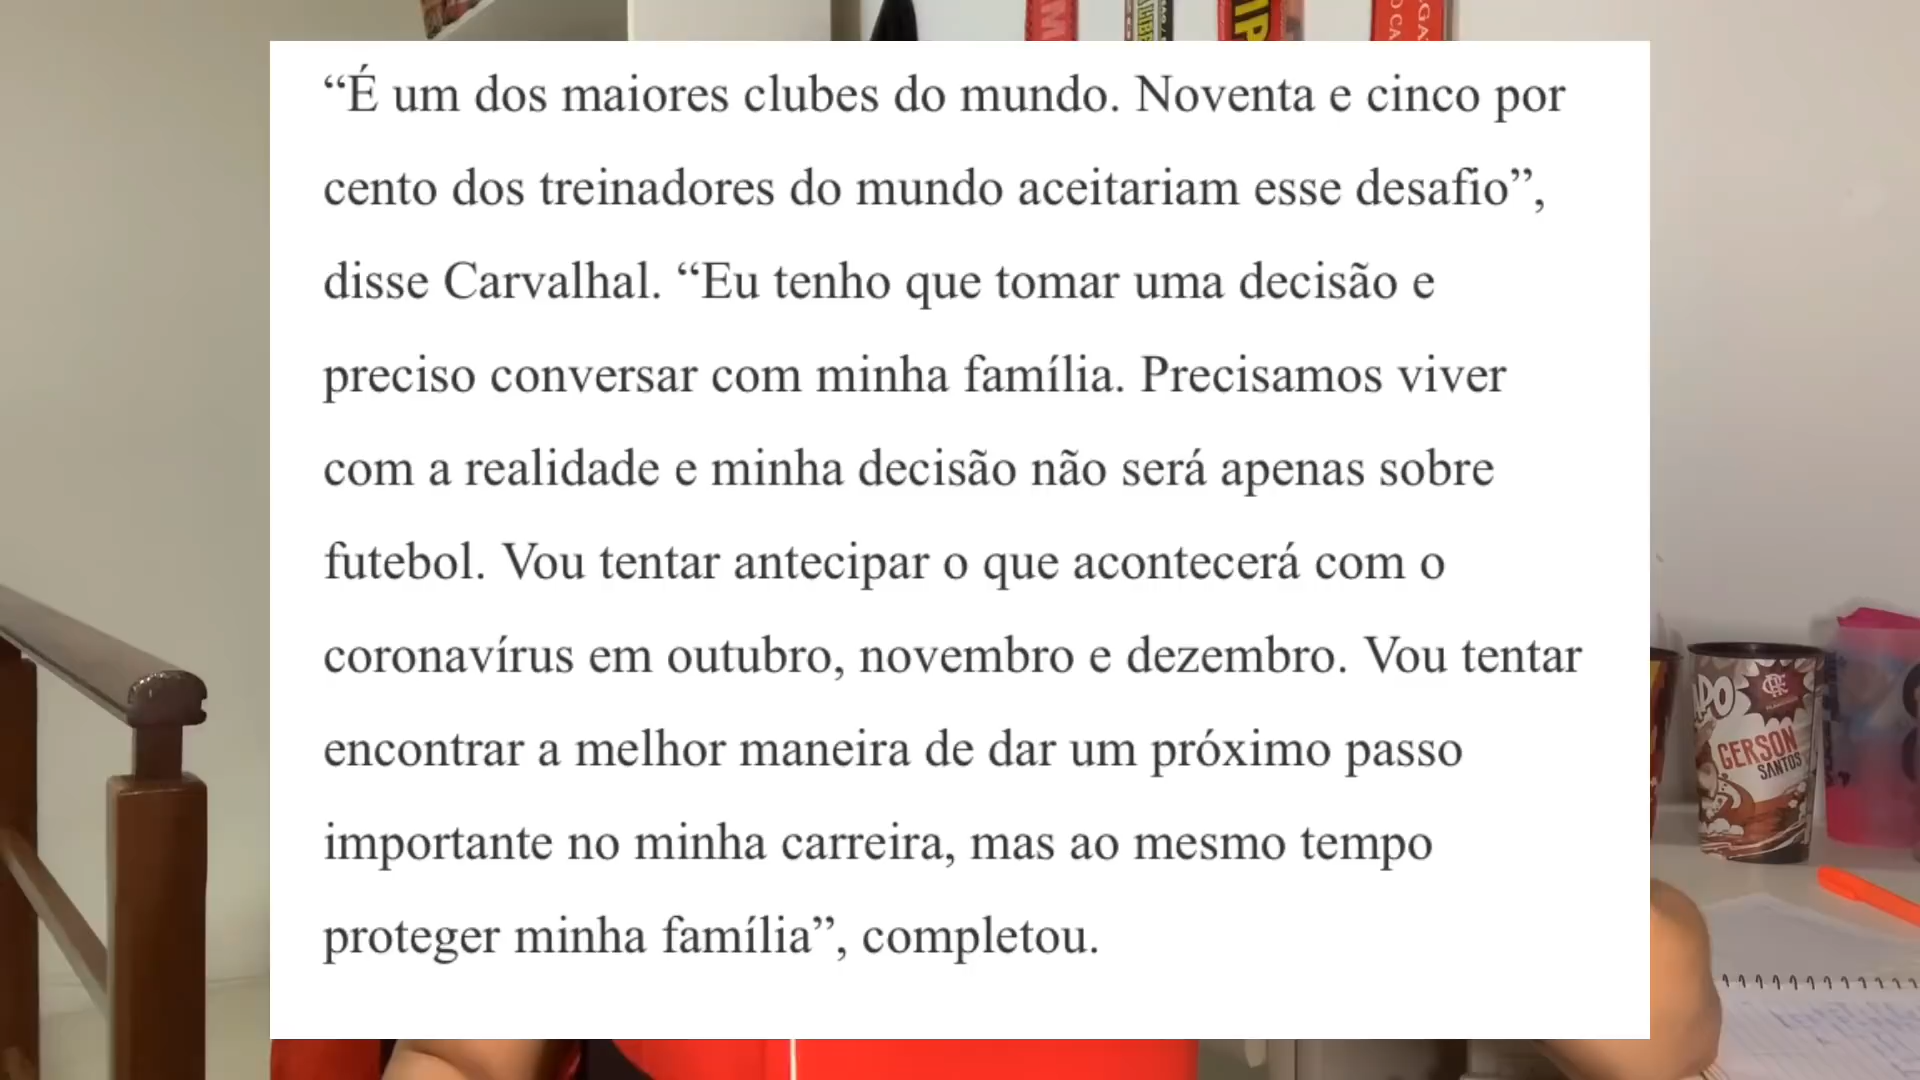 “É um dos maiores clubes do mundo. Noventa e cinco por
cento dos treinadores do mundo aceitariam esse desafio”,
disse Carvalhal. “Eu tenho que tomar uma decisão e
preciso conversar com minha família. Precisamos viver
com a realidade e minha decisão não será apenas sobre
futebol. Vou tentar antecipar o que acontecerá com o
coronavírus em outubro, novembro e dezembro. Vou tentar
encontrar a melhor maneira de dar um próximo passo
importante no minha carreira, mas ao mesmo tempo
proteger minha família”, completou.
GERSON
SANTOS